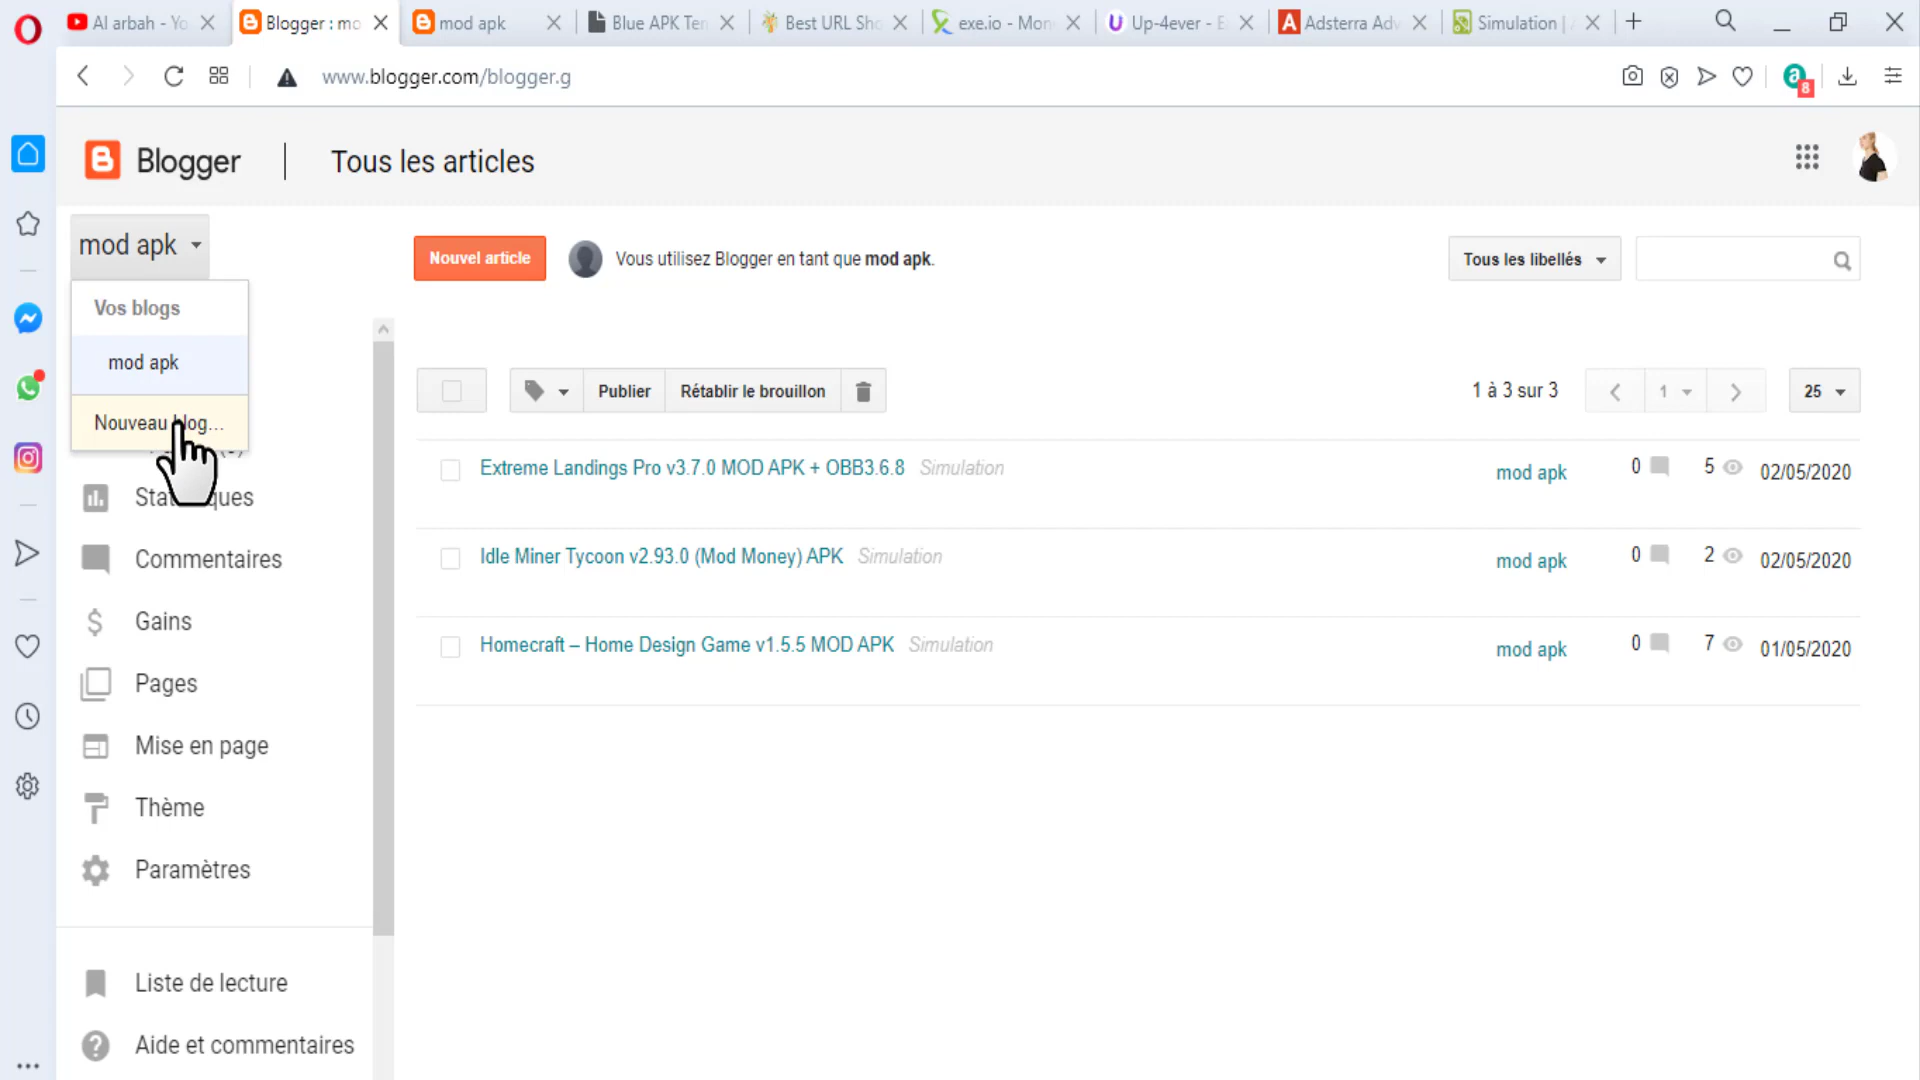 Al arbah - Yo
Blogger : mo
mod apk
Blue APK Ten
Best URL Sho
exe.io - Mon
Up-4ever - E
Adsterra Adv
Simulation |
www.blogger.com/blogger.g
8
Blogger
Tous les articles
mod apk
Nouvel article
Vous utilisez Blogger en tant que mod apk.
Tous les libellés
Vos blogs
mod apk
Nouveau blog...
Publier
Rétablir le brouillon
1 à 3 sur 3
1
25
Extreme Landings Pro v3.7.0 MOD APK + OBB3.6.8 Simulation
mod apk
0
5
02/05/2020
Idle Miner Tycoon v2.93.0 (Mod Money) APK Simulation
mod apk
0
2
02/05/2020
Homecraft – Home Design Game v1.5.5 MOD APK Simulation
mod apk
0
7
01/05/2020
Statistiques
Commentaires
Gains
Pages
Mise en page
Thème
Paramètres
Liste de lecture
Aide et commentaires